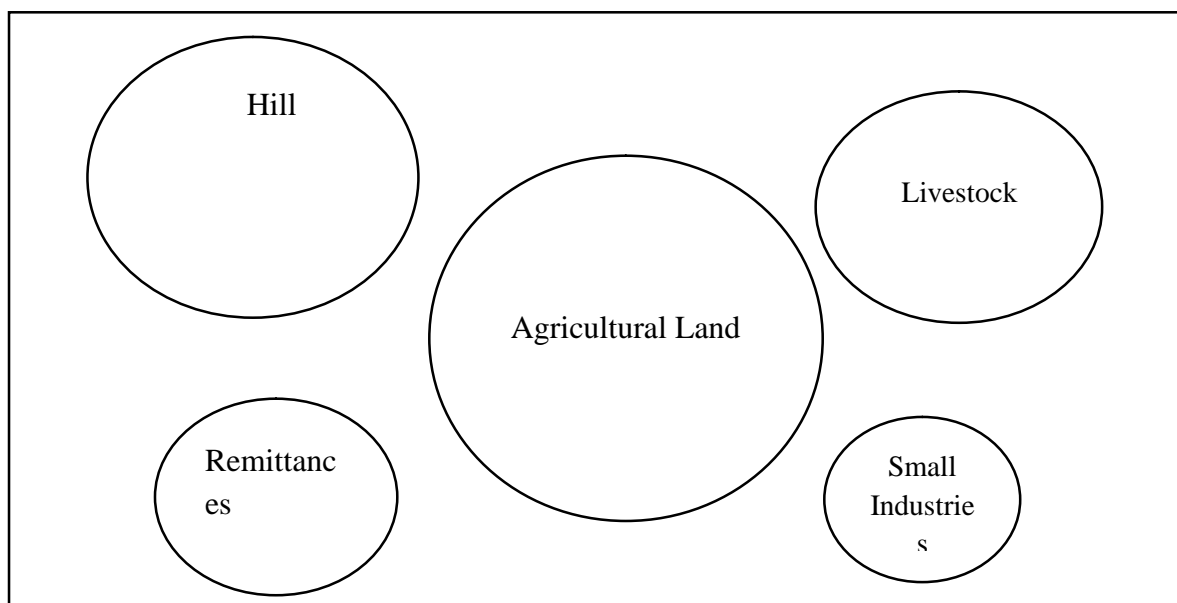 Hill
Livestock
Agricultural Land
Remittanc
es
Small
Industrie
s